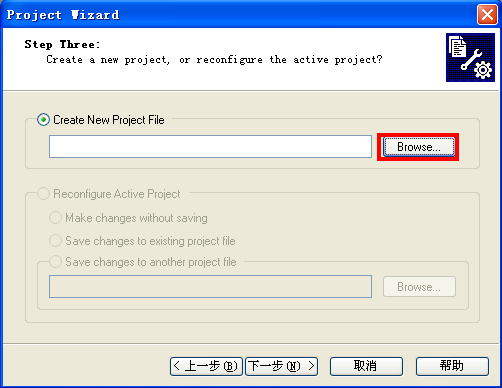 Project Wizard
Step Three:
Create a new project, or reconfigure the active project?
Create New Project File
Browse...
Reconfigure Active Project
Make changes without saving
Save changes to existing project file
Save changes to another project file
Browse...
< 上一步(B) 下一步(N) > 取消 帮助